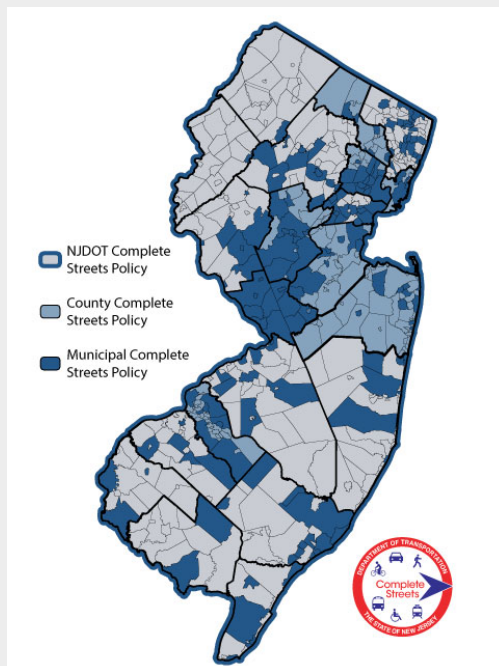 NJDOT Complete
Streets Policy
County Complete
Streets Policy
Municipal Complete
Streets Policy
DEPARTMENT OF TRANSPORTATION
Complete
Streets
THE STATE OF NEW JERSEY